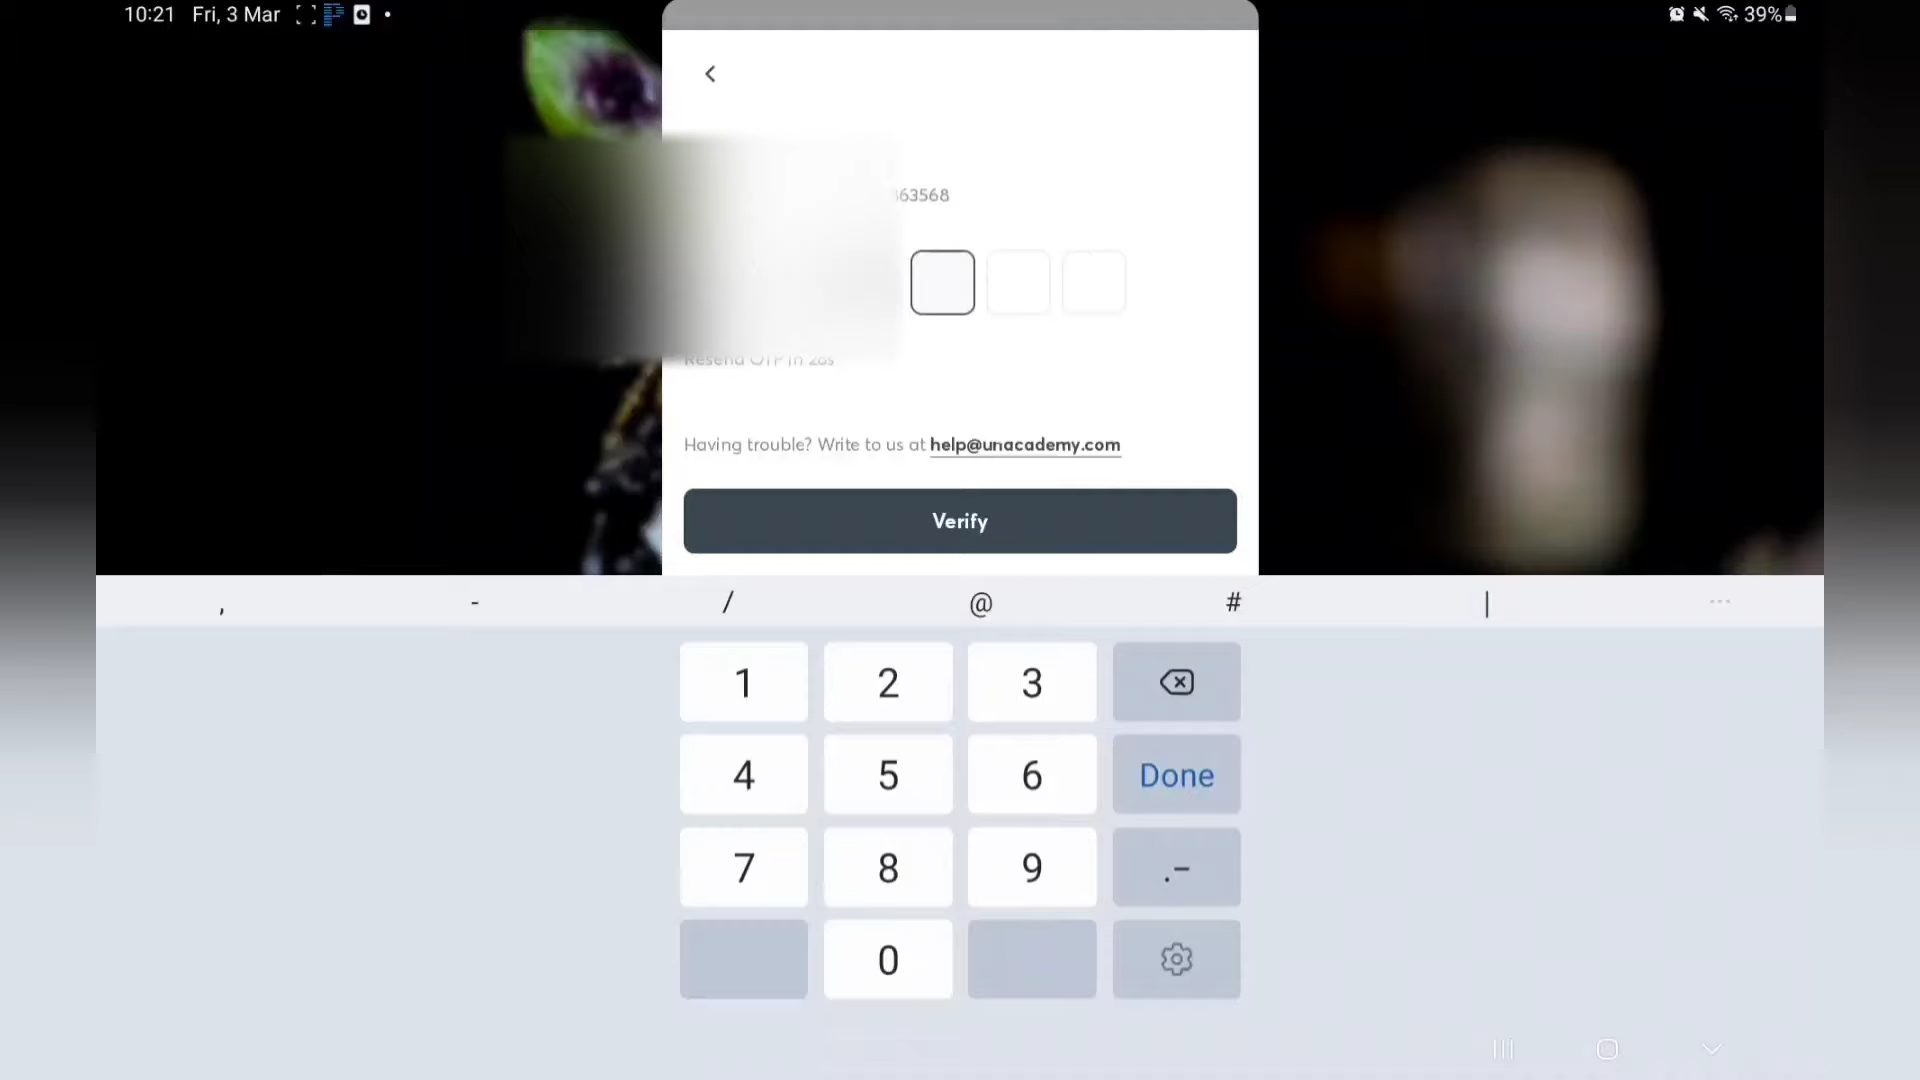 10:21 Fri, 3 Mar
39%
63568
Resend OTP in 28s
Having trouble? Write to us at help@unacademy.com
Verify
, - / @ # | ...
1 2 3
4 5 6 Done
7 8 9 .-
0